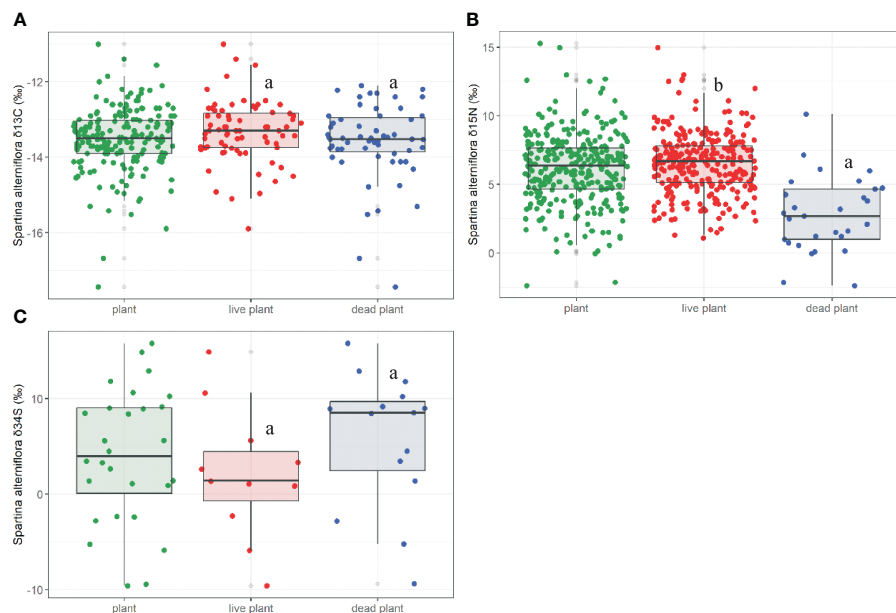 A
Spartina alterniflora δ13C (‰)
-12
-14
-16
a
a
plant
live plant
dead plant
B
Spartina alterniflora δ15N (‰)
15
10
5
0
b
a
plant
live plant
dead plant
C
Spartina alterniflora δ34S (‰)
10
0
-10
a
a
plant
live plant
dead plant